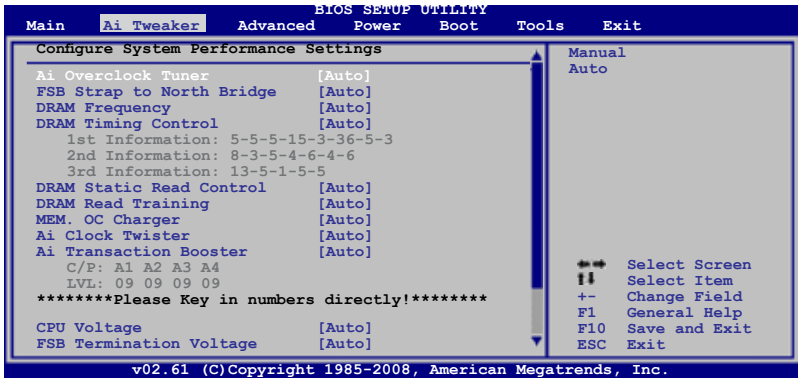 BIOS SETUP UTILITY
Main Ai Tweaker Advanced Power Boot Tools Exit
Configure System Performance Settings
Ai Overclock Tuner [Auto]
FSB Strap to North Bridge [Auto]
DRAM Frequency [Auto]
DRAM Timing Control [Auto]
1st Information: 5-5-5-15-3-36-5-3
2nd Information: 8-3-5-4-6-4-6
3rd Information: 13-5-1-5-5
DRAM Static Read Control [Auto]
DRAM Read Training [Auto]
MEM. OC Charger [Auto]
Ai Clock Twister [Auto]
Ai Transaction Booster [Auto]
C/P: A1 A2 A3 A4
LVL: 09 09 09 09
********Please Key in numbers directly!********
CPU Voltage [Auto]
FSB Termination Voltage [Auto]
Manual
Auto
Select Screen
Select Item
+- Change Field
F1 General Help
F10 Save and Exit
ESC Exit
v02.61 (C)Copyright 1985-2008, American Megatrends, Inc.